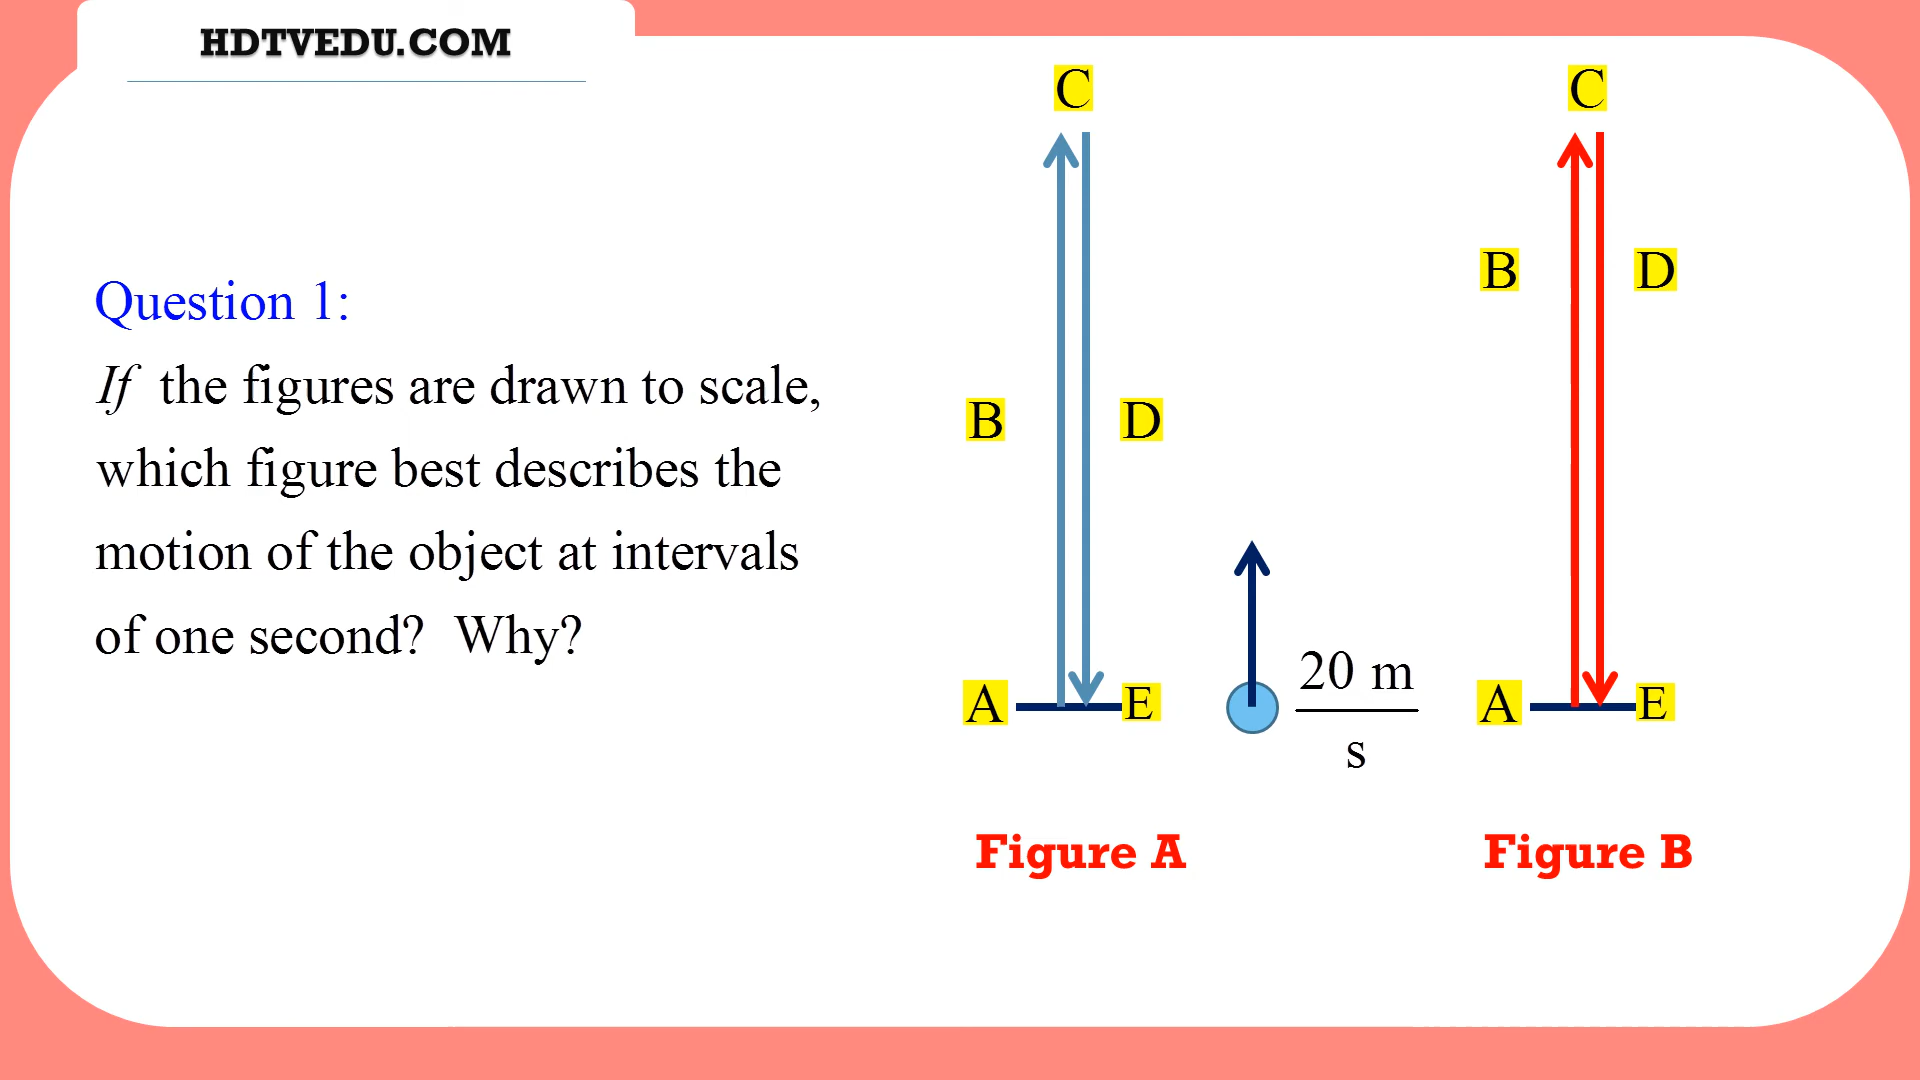 HDTVEDU.COM
Question 1:
If the figures are drawn to scale,
which figure best describes the
motion of the object at intervals
of one second? Why?
C
B
D
A
E
Figure A
20 m
s
C
B
D
A
E
Figure B